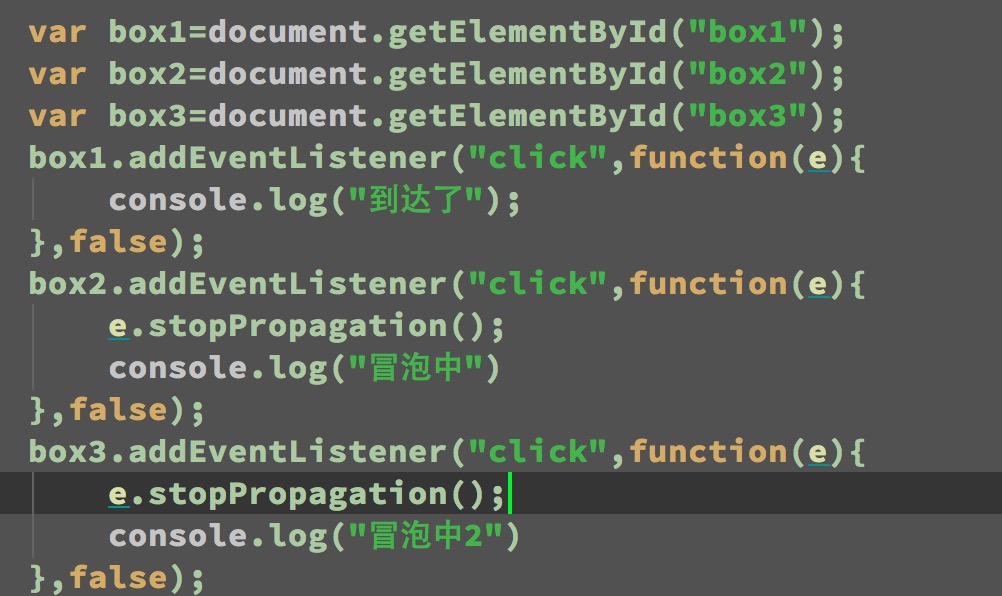 var box1=document.getElementById("box1");
var box2=document.getElementById("box2");
var box3=document.getElementById("box3");
box1.addEventListener("click",function(e){
    console.log("到达了");
},false);
box2.addEventListener("click",function(e){
    e.stopPropagation();
    console.log("冒泡中")
},false);
box3.addEventListener("click",function(e){
    e.stopPropagation();
    console.log("冒泡中2")
},false);